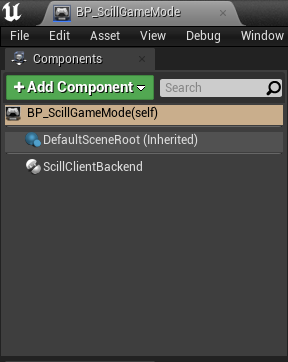 BP_ScillGameMode
File Edit Asset View Debug Window
Components
+ Add Component Search
BP_ScillGameMode(self)
DefaultSceneRoot (Inherited)
ScillClientBackend